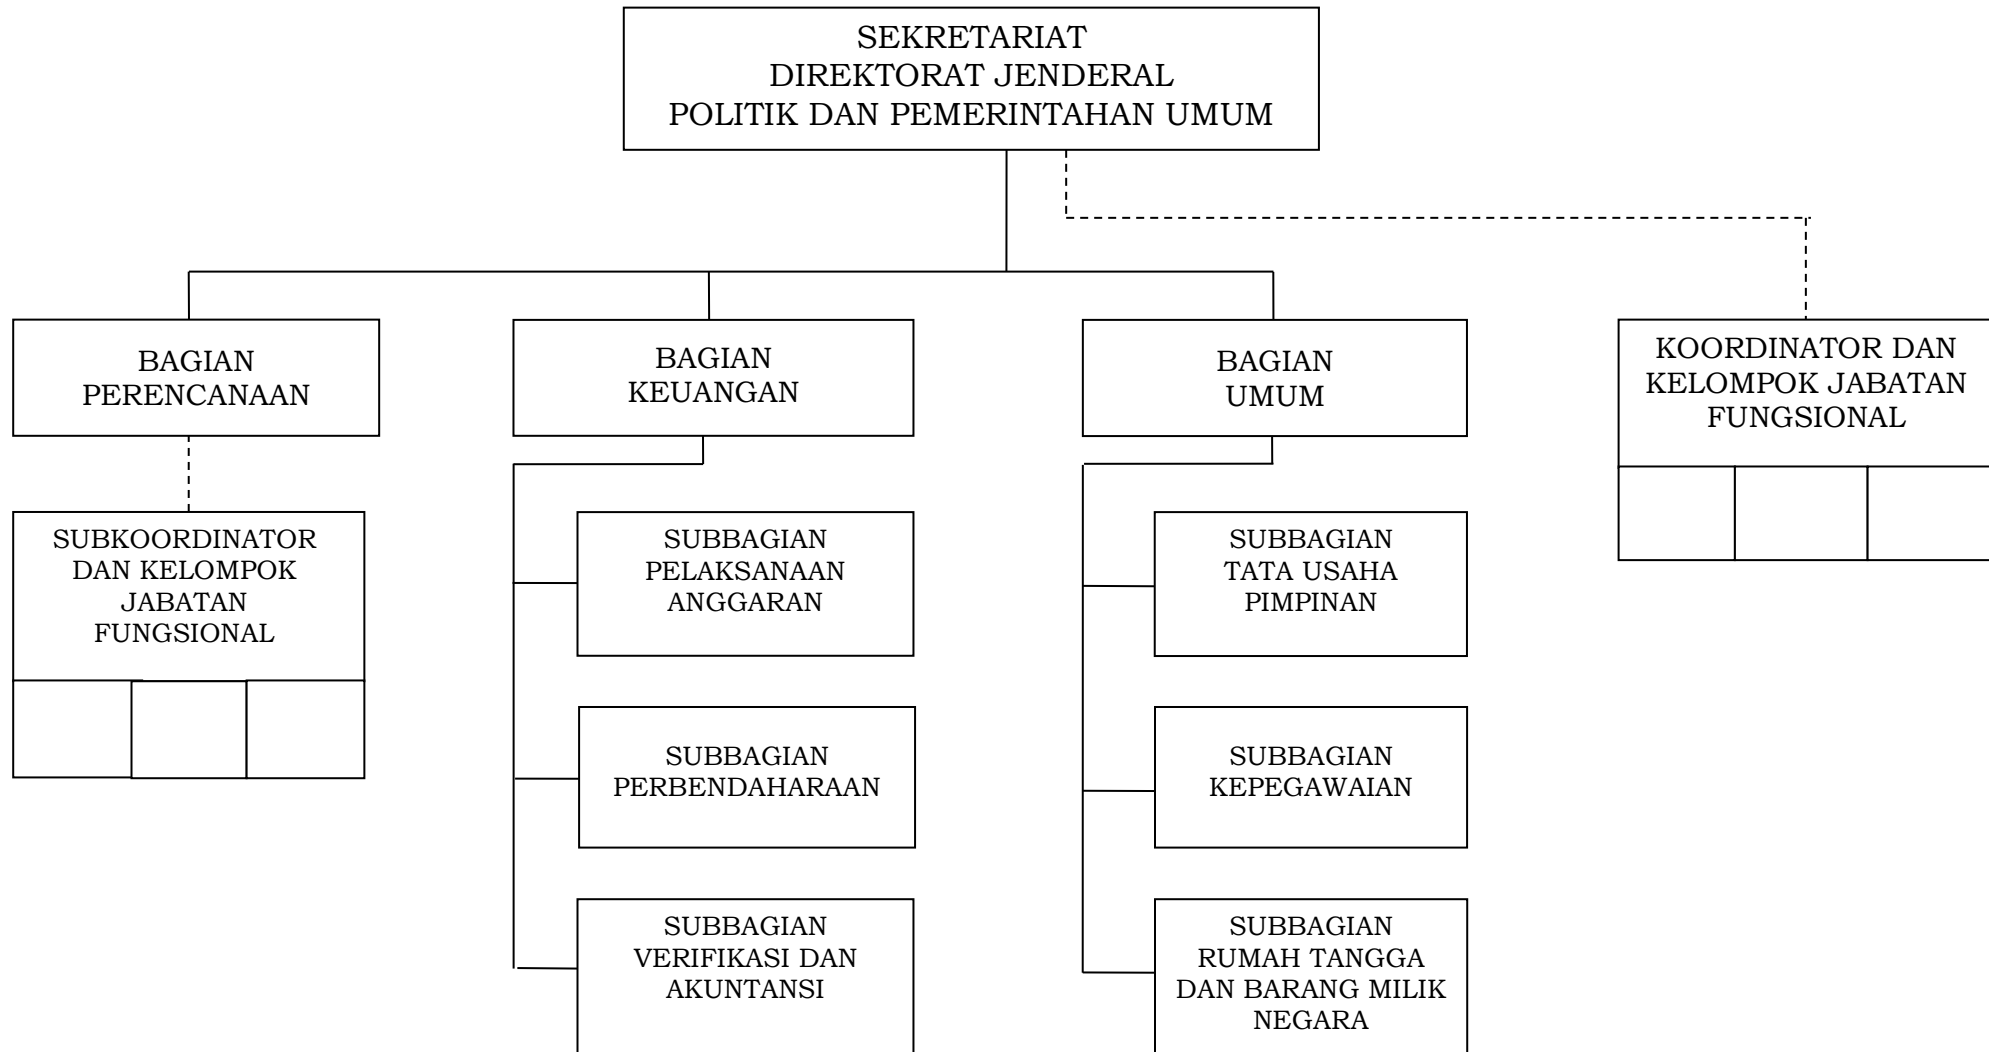 SEKRETARIAT
DIREKTORAT JENDERAL
POLITIK DAN PEMERINTAHAN UMUM
BAGIAN
PERENCANAAN
BAGIAN
KEUANGAN
BAGIAN
UMUM
KOORDINATOR DAN
KELOMPOK JABATAN
FUNGSIONAL
SUBKOORDINATOR
DAN KELOMPOK
JABATAN
FUNGSIONAL
SUBBAGIAN
PELAKSANAAN
ANGGARAN
SUBBAGIAN
TATA USAHA
PIMPINAN
SUBBAGIAN
PERBENDAHARAAN
SUBBAGIAN
KEPEGAWAIAN
SUBBAGIAN
VERIFIKASI DAN
AKUNTANSI
SUBBAGIAN
RUMAH TANGGA
DAN BARANG MILIK
NEGARA